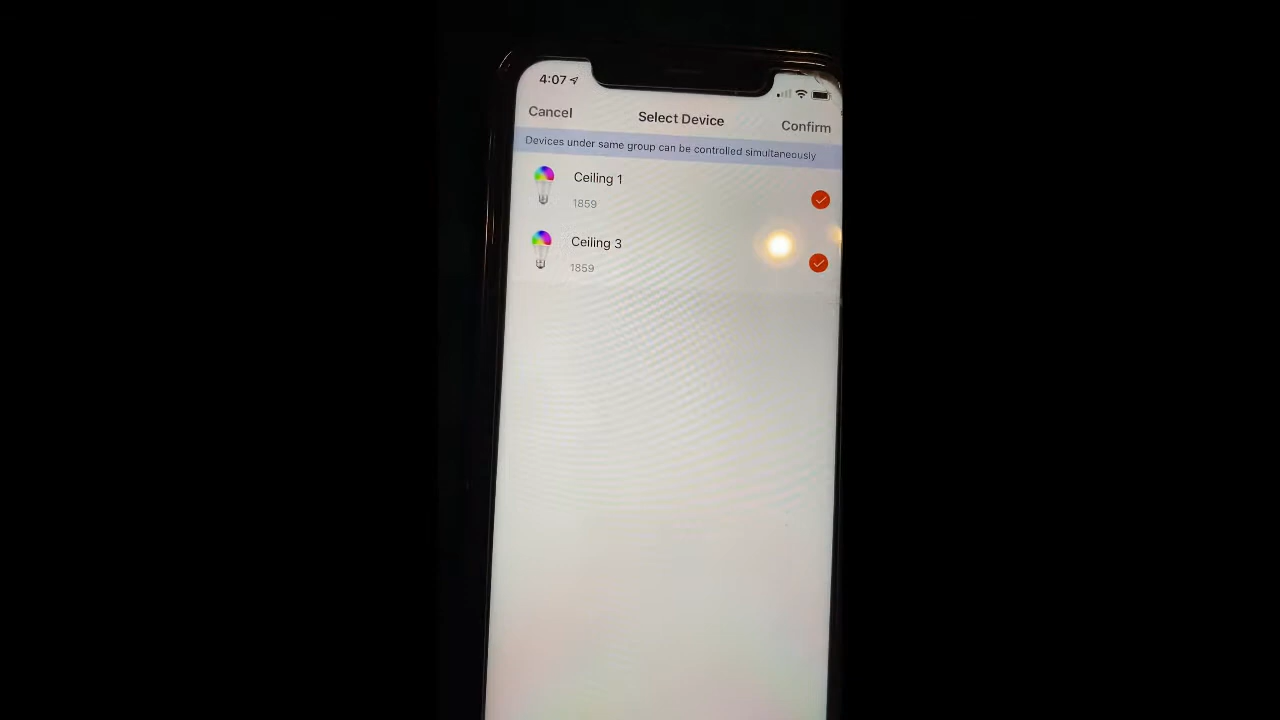 4:07
Cancel
Select Device
Confirm
Devices under same group can be controlled simultaneously
Ceiling 1
1859
Ceiling 3
1859